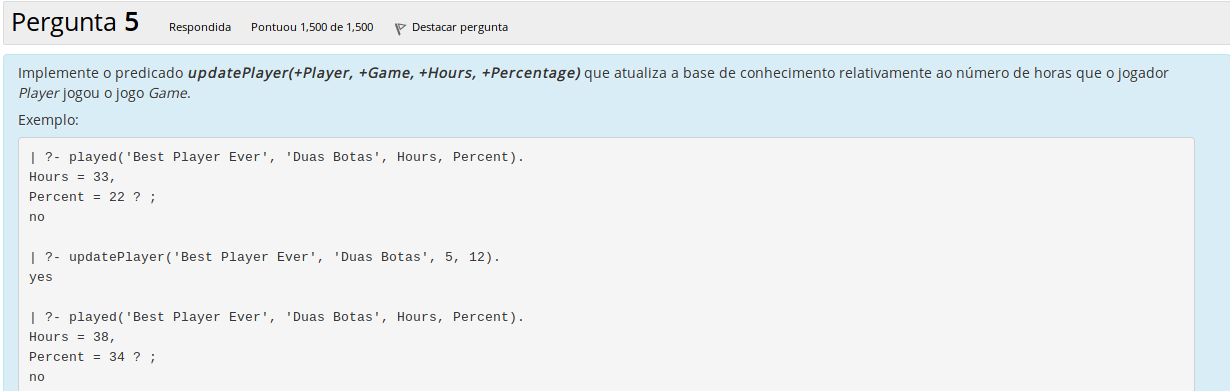 Pergunta 5 Respondida Pontuou 1,500 de 1,500 Destacar pergunta
Implemente o predicado updatePlayer(+Player, +Game, +Hours, +Percentage) que atualiza a base de conhecimento relativamente ao número de horas que o jogador
Player jogou o jogo Game.
Exemplo:
| ?- played('Best Player Ever', 'Duas Botas', Hours, Percent).
Hours = 33,
Percent = 22 ? ;
no
| ?- updatePlayer('Best Player Ever', 'Duas Botas', 5, 12).
yes
| ?- played('Best Player Ever', 'Duas Botas', Hours, Percent).
Hours = 38,
Percent = 34 ? ;
no